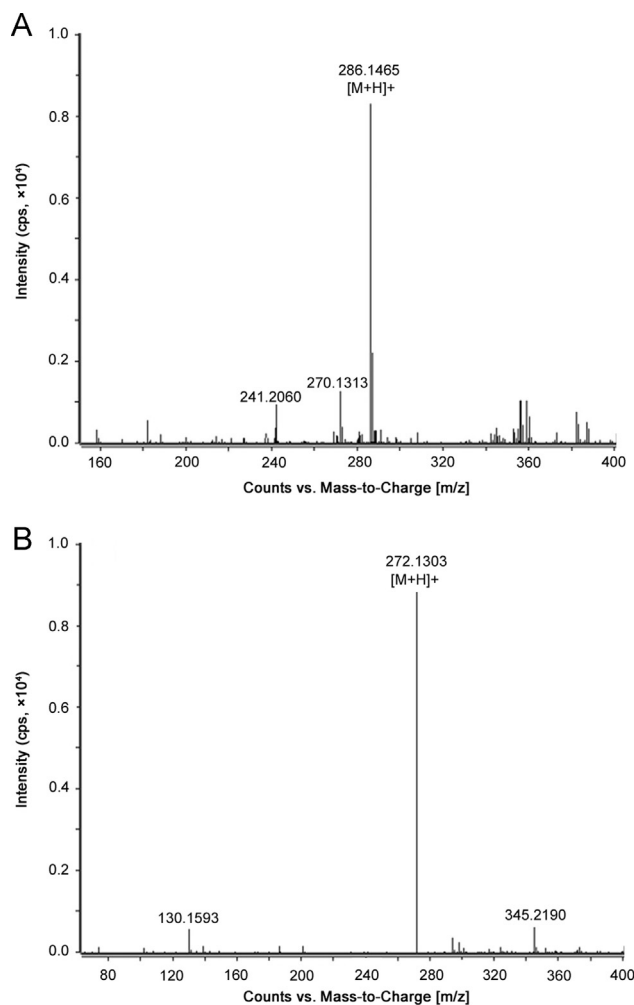 A
1.0
0.8
0.6
0.4
0.2
0.0
Intensity (cps, ×10⁴)
286.1465
[M+H]+
241.2060
270.1313
160 200 240 280 320 360 400
Counts vs. Mass-to-Charge [m/z]
B
1.0
0.8
0.6
0.4
0.2
0.0
Intensity (cps, ×10⁴)
272.1303
[M+H]+
130.1593
345.2190
80 120 160 200 240 280 320 360 400
Counts vs. Mass-to-Charge [m/z]